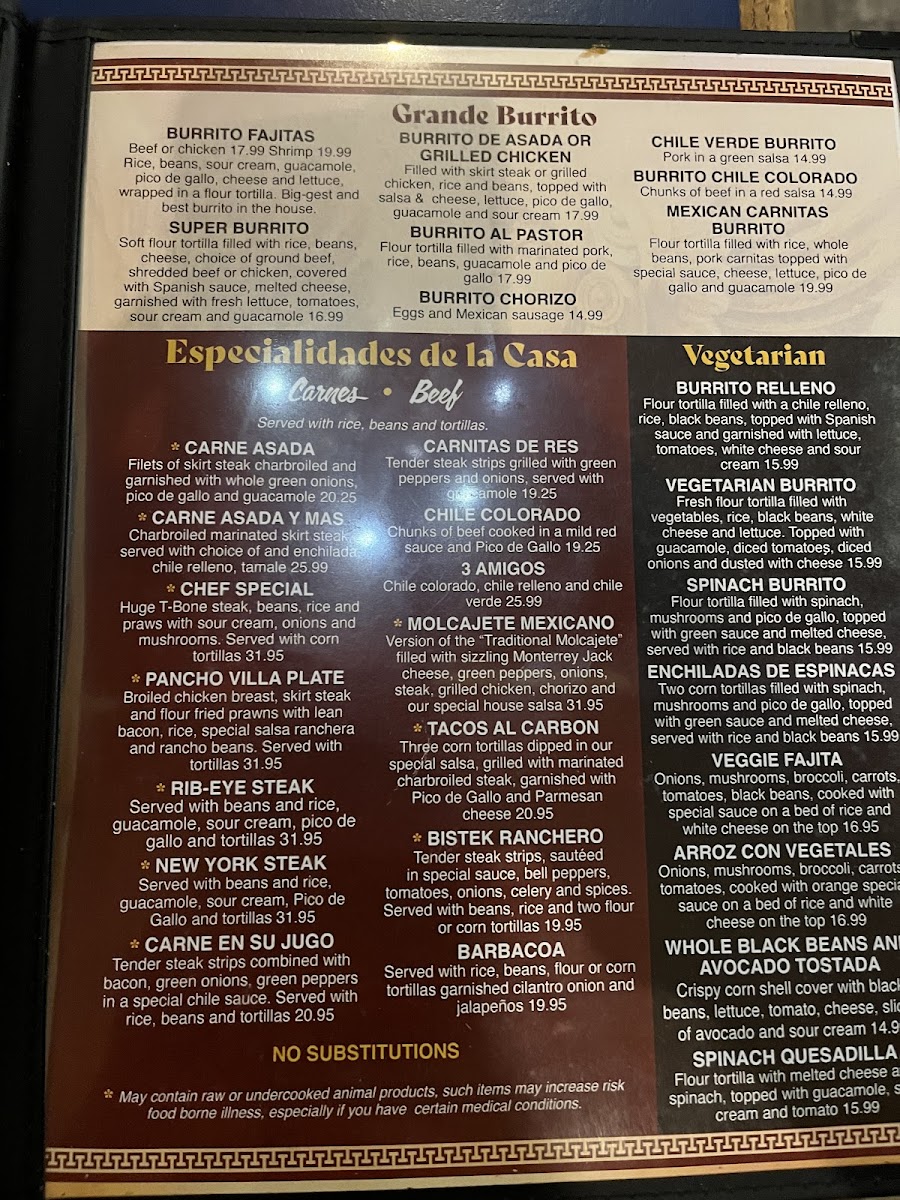 Grande Burrito
BURRITO FAJITAS
Beef or chicken 17.99 Shrimp 19.99
Rice, beans, sour cream, guacamole,
pico de gallo, cheese and lettuce,
wrapped in a flour tortilla. Big-gest and
best burrito in the house.
SUPER BURRITO
Soft flour tortilla filled with rice, beans,
cheese, choice of ground beef,
shredded beef or chicken, covered
with Spanish sauce, melted cheese,
garnished with fresh lettuce, tomatoes,
sour cream and guacamole 16.99
BURRITO DE ASADA OR
GRILLED CHICKEN
Filled with skirt steak or grilled
chicken, rice and beans, topped with
salsa & cheese, lettuce, pico de gallo,
guacamole and sour cream 17.99
BURRITO AL PASTOR
Flour tortilla filled with marinated pork,
rice, beans, guacamole and pico de
gallo 17.99
BURRITO CHORIZO
Eggs and Mexican sausage 14.99
CHILE VERDE BURRITO
Pork in a green salsa 14.99
BURRITO CHILE COLORADO
Chunks of beef in a red salsa 14.99
MEXICAN CARNITAS
BURRITO
Flour tortilla filled with rice, whole
beans, pork carnitas topped with
special sauce, cheese, lettuce, pico de
gallo and guacamole 19.99
Especialidades de la Casa
Carnes • Beef
Served with rice, beans and tortillas.
* CARNE ASADA
Filets of skirt steak charbroiled and
garnished with whole green onions,
pico de gallo and guacamole 20.25
* CARNE ASADA Y MAS
Charbroiled marinated skirt steak
served with choice of and enchilada
chile relleno, tamale 25.99
* CHEF SPECIAL
Huge T-Bone steak, beans, rice and
praws with sour cream, onions and
mushrooms. Served with corn
tortillas 31.95
* PANCHO VILLA PLATE
Broiled chicken breast, skirt steak
and flour fried prawns with lean
bacon, rice, special salsa ranchera
and rancho beans. Served with
tortillas 31.95
* RIB-EYE STEAK
Served with beans and rice,
guacamole, sour cream, pico de
gallo and tortillas 31.95
* NEW YORK STEAK
Served with beans and rice,
guacamole, sour cream, Pico de
Gallo and tortillas 31.95
* CARNE EN SU JUGO
Tender steak strips combined with
bacon, green onions, green peppers
in a special chile sauce. Served with
rice, beans and tortillas 20.95
CARNITAS DE RES
Tender steak strips grilled with green
peppers and onions, served with
guacamole 19.25
CHILE COLORADO
Chunks of beef cooked in a mild red
sauce and Pico de Gallo 19.25
3 AMIGOS
Chile colorado, chile relleno and chile
verde 25.99
* MOLCAJETE MEXICANO
Version of the “Traditional Molcajete”
filled with sizzling Monterrey Jack
cheese, green peppers, onions,
steak, grilled chicken, chorizo and
our special house salsa 31.95
* TACOS AL CARBON
Three corn tortillas dipped in our
special salsa, grilled with marinated
charbroiled steak, garnished with
Pico de Gallo and Parmesan
cheese 20.95
* BISTEK RANCHERO
Tender steak strips, sautéed
in special sauce, bell peppers,
tomatoes, onions, celery and spices.
Served with beans, rice and two flour
or corn tortillas 19.95
BARBACOA
Served with rice, beans, flour or corn
tortillas garnished cilantro onion and
jalapeños 19.95
NO SUBSTITUTIONS
* May contain raw or undercooked animal products, such items may increase risk
food borne illness, especially if you have certain medical conditions.
Vegetarian
BURRITO RELLENO
Flour tortilla filled with a chile relleno,
rice, black beans, topped with Spanish
sauce and garnished with lettuce,
tomatoes, white cheese and sour
cream 15.99
VEGETARIAN BURRITO
Fresh flour tortilla filled with
vegetables, rice, black beans, white
cheese and lettuce. Topped with
guacamole, diced tomatoes, diced
onions and dusted with cheese 15.99
SPINACH BURRITO
Flour tortilla filled with spinach,
mushrooms and pico de gallo, topped
with green sauce and melted cheese,
served with rice and black beans 15.99
ENCHILADAS DE ESPINACAS
Two corn tortillas filled with spinach,
mushrooms and pico de gallo, topped
with green sauce and melted cheese,
served with rice and black beans 15.99
VEGGIE FAJITA
Onions, mushrooms, broccoli, carrots,
tomatoes, black beans, cooked with
special sauce on a bed of rice and
white cheese on the top 16.95
ARROZ CON VEGETALES
Onions, mushrooms, broccoli, carrots
tomatoes, cooked with orange specia
sauce on a bed of rice and white
cheese on the top 16.99
WHOLE BLACK BEANS AN
AVOCADO TOSTADA
Crispy corn shell cover with black
beans, lettuce, tomato, cheese, slic
of avocado and sour cream 14.9
SPINACH QUESADILLA
Flour tortilla with melted cheese a
spinach, topped with guacamole, s
cream and tomato 15.99